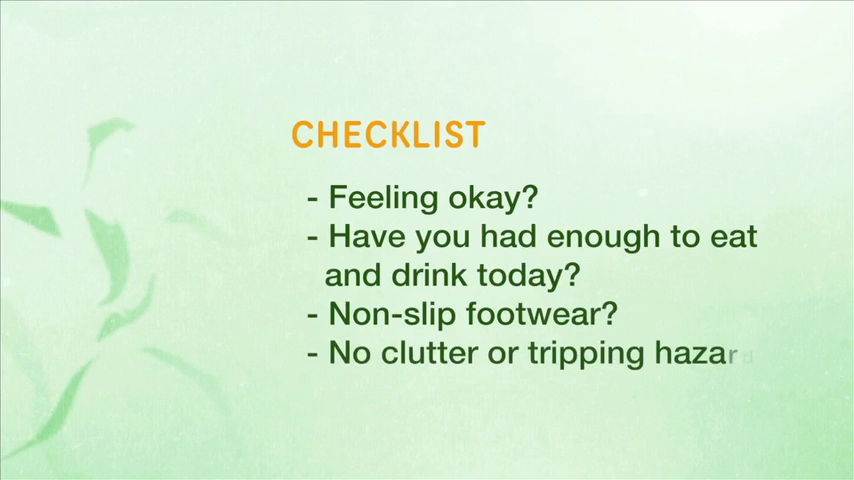 CHECKLIST
- Feeling okay?
- Have you had enough to eat
and drink today?
- Non-slip footwear?
- No clutter or tripping hazard